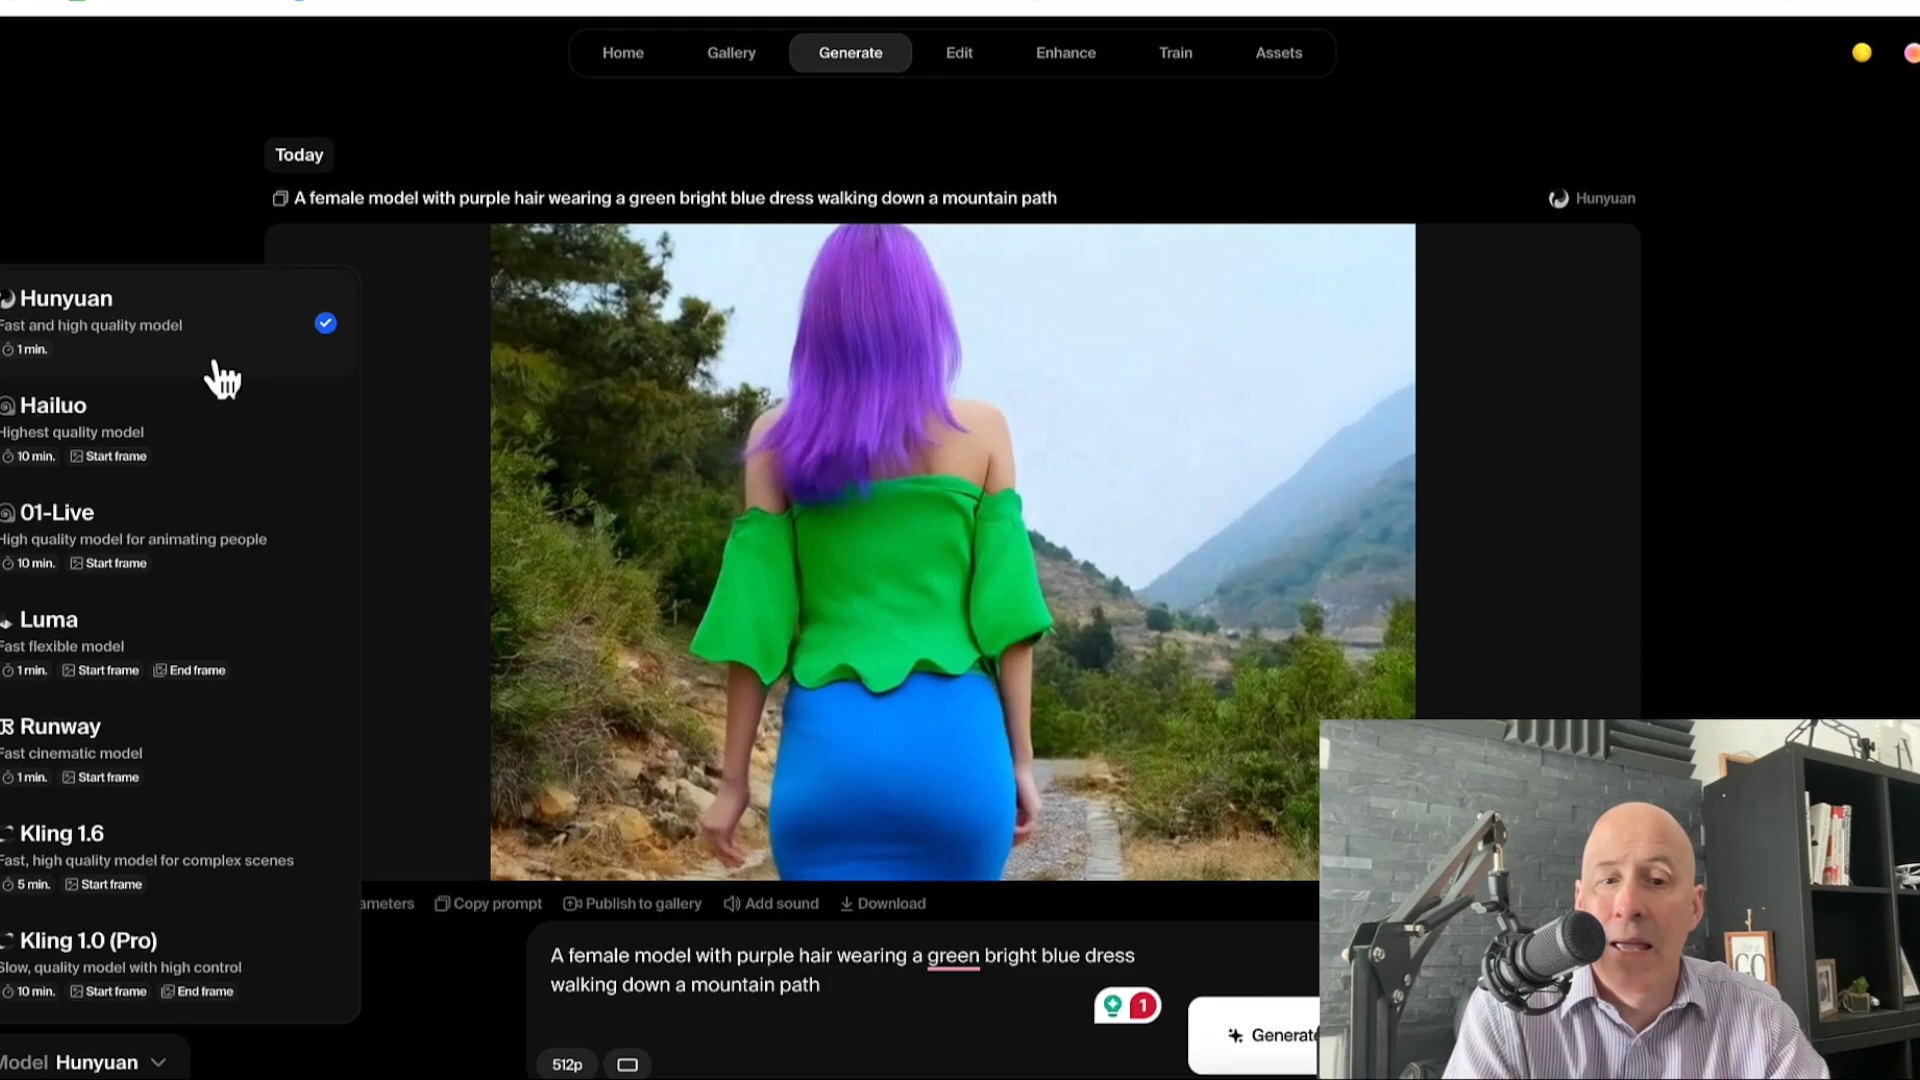 Home Gallery Generate Edit Enhance Train Assets
Today
A female model with purple hair wearing a green bright blue dress walking down a mountain path
Hunyuan
Hunyuan
Fast and high quality model
1 min.
Hailuo
Highest quality model
10 min. Start frame
01-Live
High quality model for animating people
10 min. Start frame
Luma
Fast flexible model
1 min. Start frame End frame
Runway
Fast cinematic model
1 min. Start frame
Kling 1.6
Fast, high quality model for complex scenes
5 min. Start frame
Kling 1.0 (Pro)
Slow, quality model with high control
10 min. Start frame End frame
Model Hunyuan
ameters Copy prompt Publish to gallery Add sound Download
A female model with purple hair wearing a green bright blue dress
walking down a mountain path
1
Generate
512p
GO